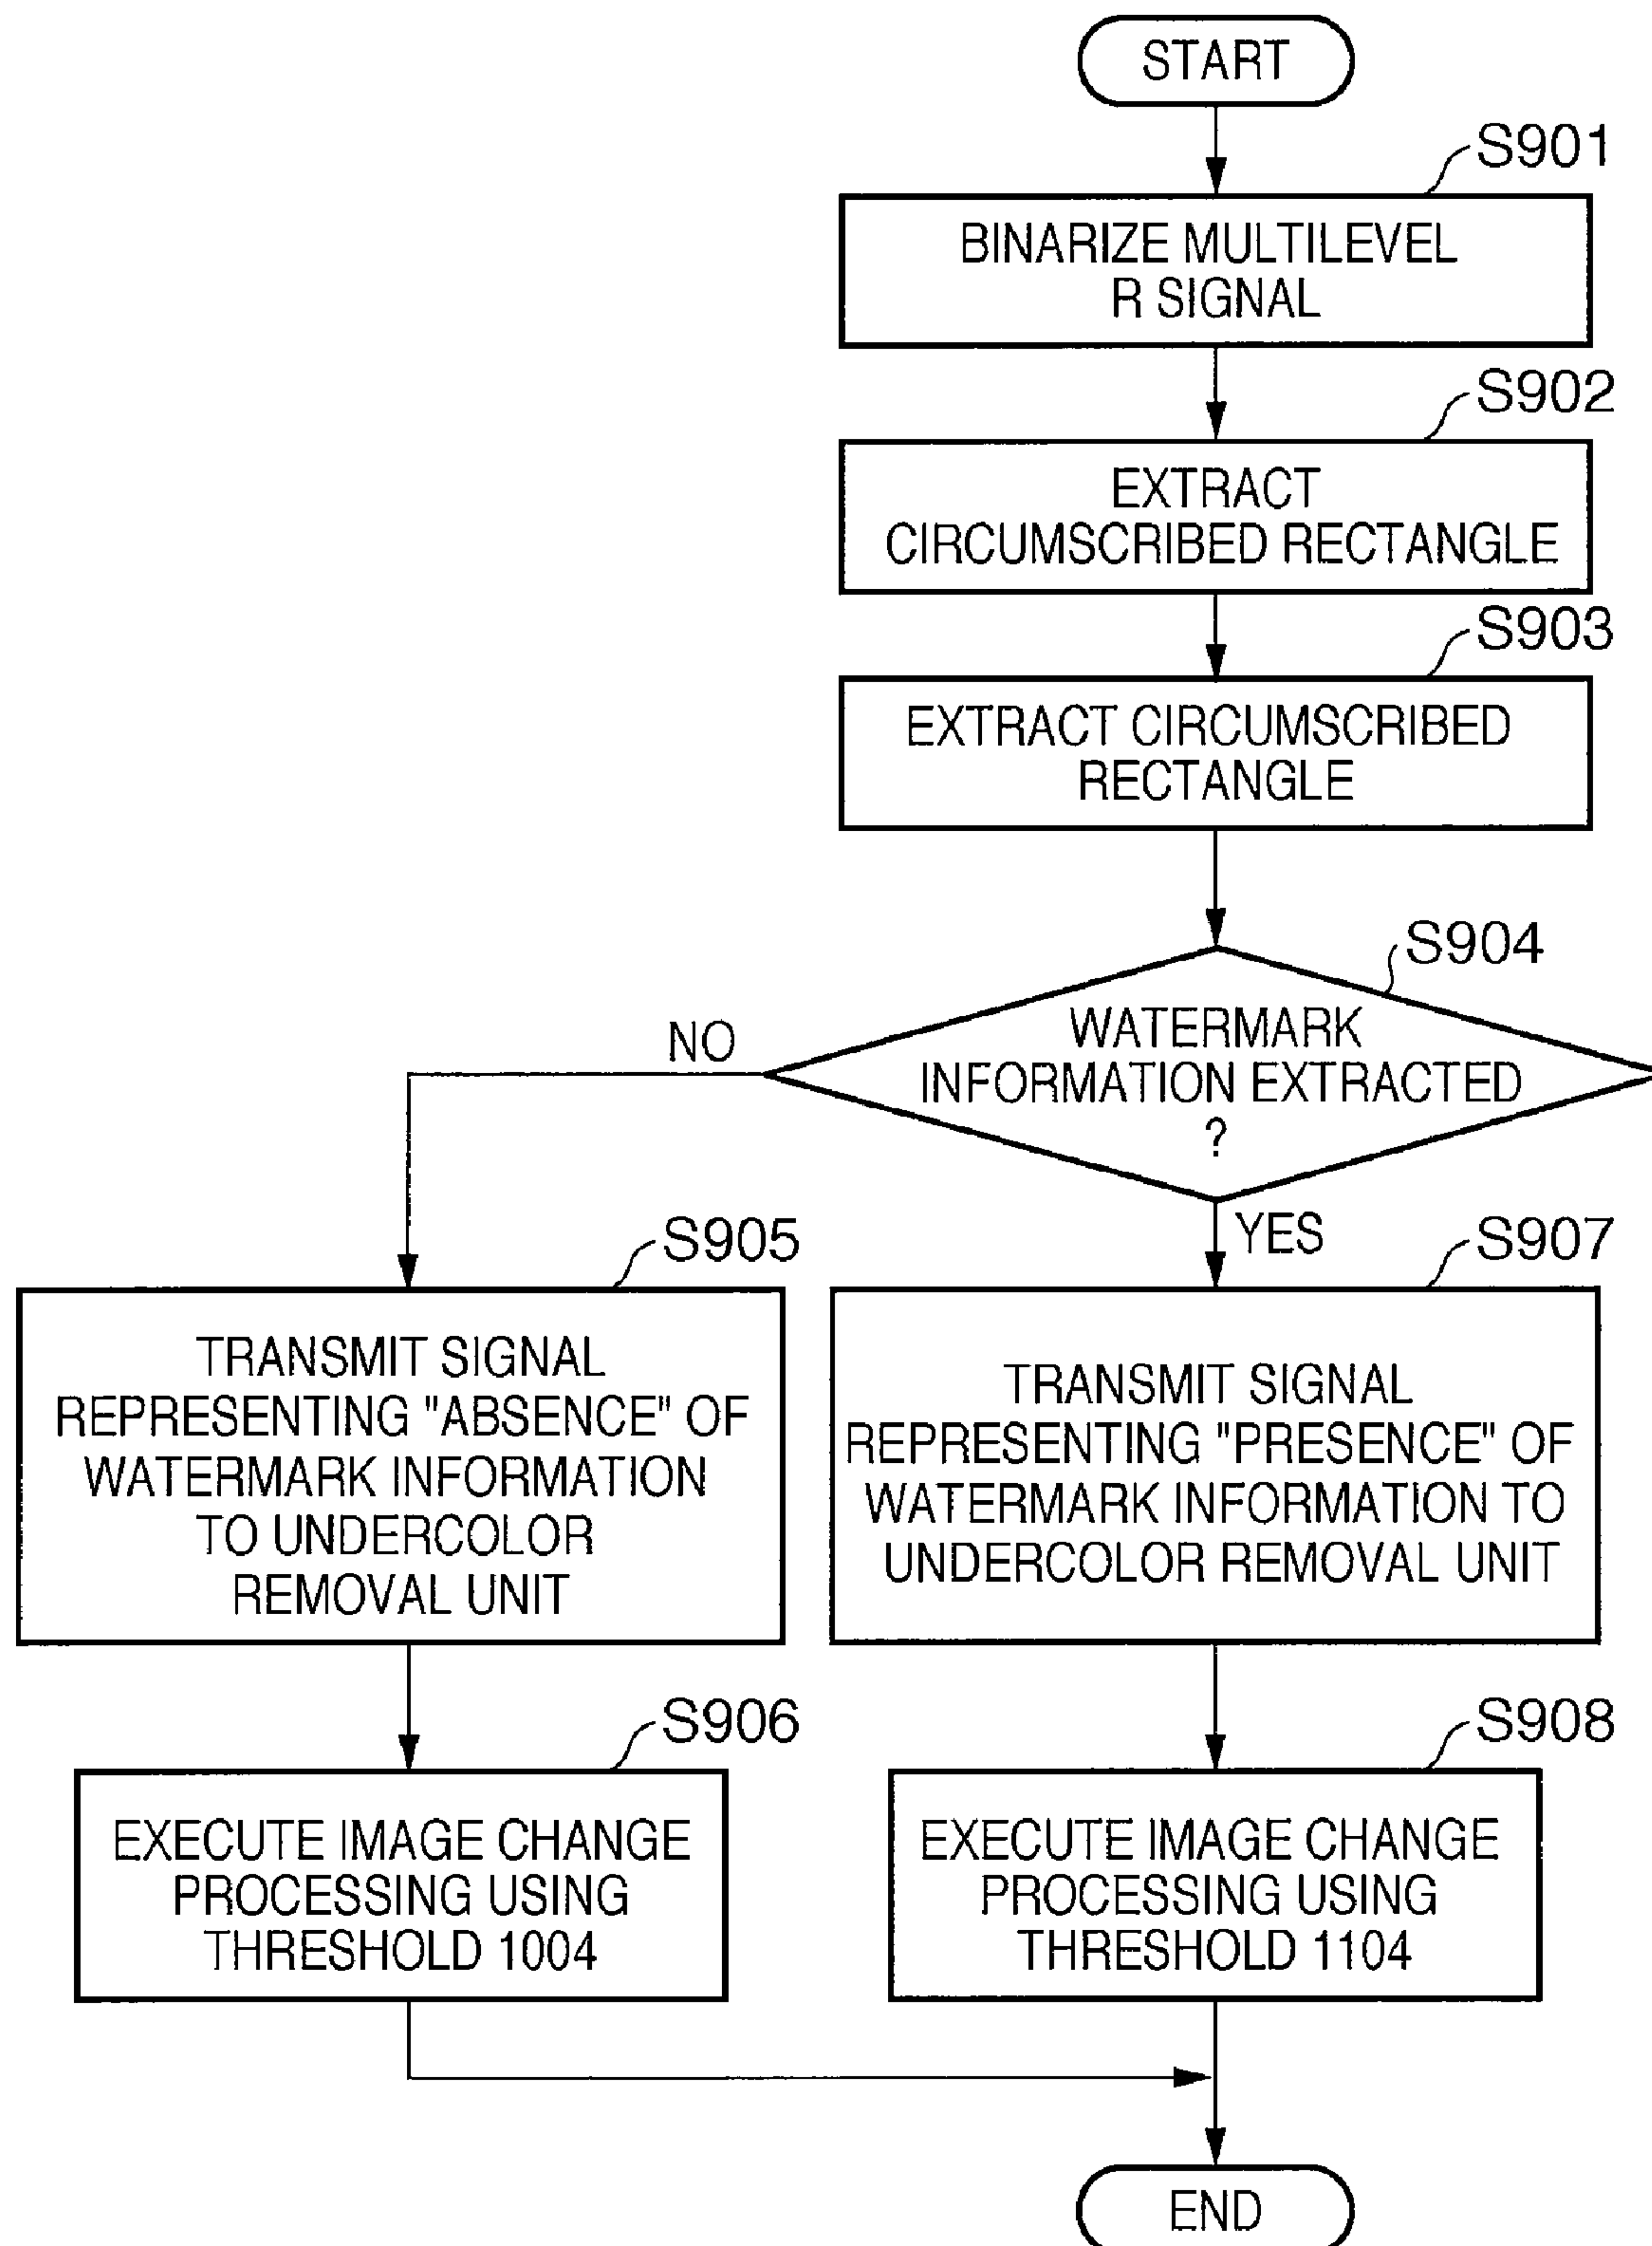 START
S901
BINARIZE MULTILEVEL
R SIGNAL
S902
EXTRACT
CIRCUMSCRIBED RECTANGLE
S903
EXTRACT CIRCUMSCRIBED
RECTANGLE
S904
WATERMARK
INFORMATION EXTRACTED
?
NO
YES
S905
TRANSMIT SIGNAL
REPRESENTING "ABSENCE" OF
WATERMARK INFORMATION
TO UNDERCOLOR
REMOVAL UNIT
S907
TRANSMIT SIGNAL
REPRESENTING "PRESENCE" OF
WATERMARK INFORMATION TO
UNDERCOLOR REMOVAL UNIT
S906
EXECUTE IMAGE CHANGE
PROCESSING USING
THRESHOLD 1004
S908
EXECUTE IMAGE CHANGE
PROCESSING USING
THRESHOLD 1104
END